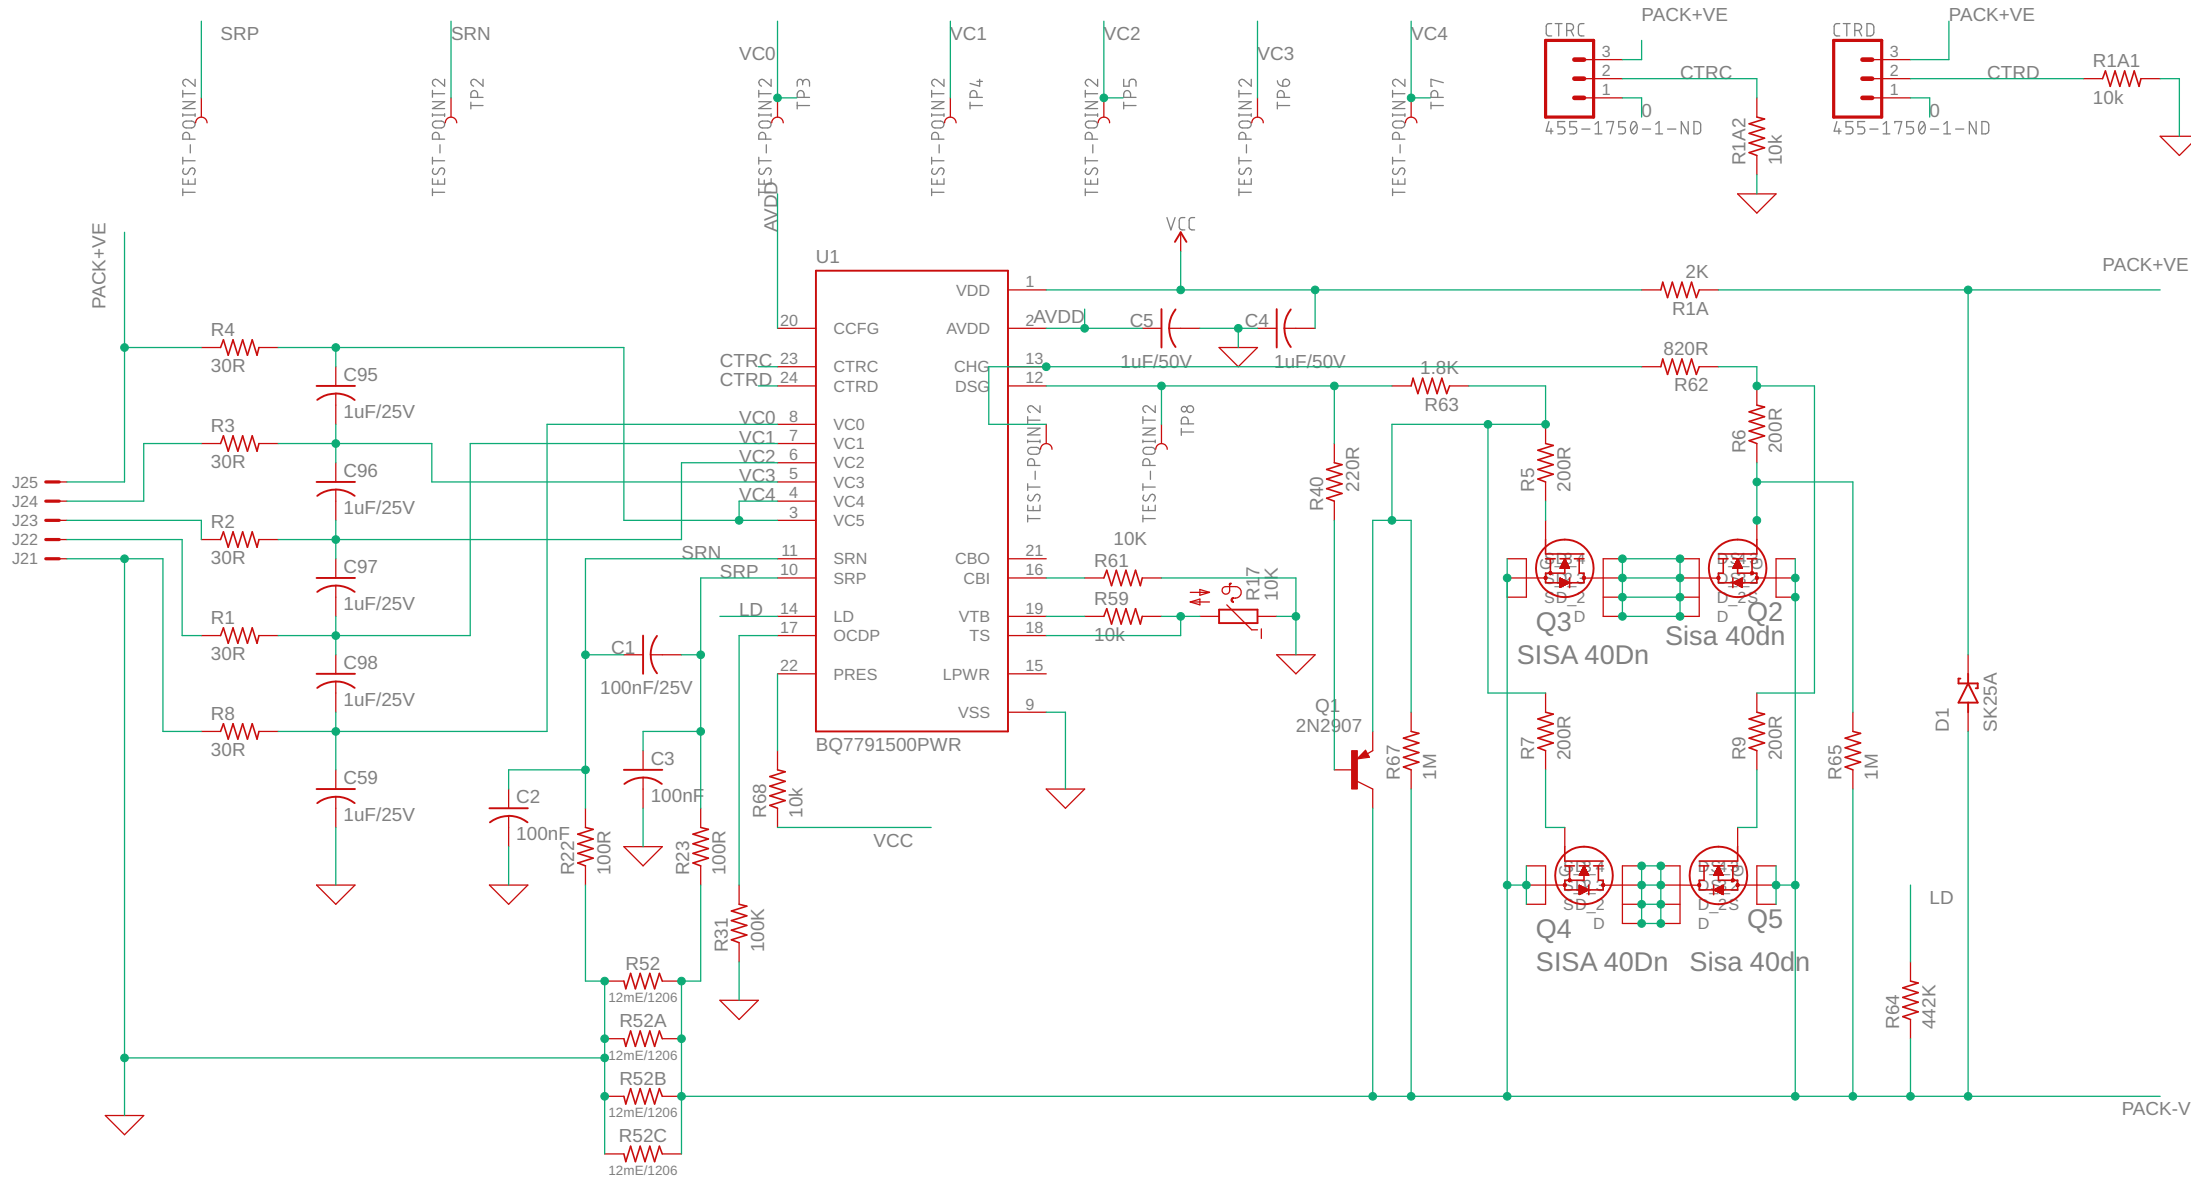 SRP
TEST-POINT2
SRN
TP2
TEST-POINT2
VC0
TP3
TEST-POINT2
VC1
TP4
TEST-POINT2
VC2
TP5
TEST-POINT2
VC3
TP6
TEST-POINT2
VC4
TP7
TEST-POINT2
CTRC
PACK+VE
3
2
1
CTRC
0
455-1750-1-ND
R1A2
10k
CTRD
PACK+VE
3
2
1
CTRD
0
455-1750-1-ND
R1A1
10k
PACK+VE
AVDD
U1
VCC
2K
R1A
PACK+VE
R4
30R
C95
1uF/25V
R3
30R
C96
1uF/25V
J25
J24
J23
J22
J21
R2
30R
C97
1uF/25V
R1
30R
C98
1uF/25V
R8
30R
C59
1uF/25V
20 CCFG
CTRC 23 CTRC
CTRD 24 CTRD
VC0 8 VC0
VC1 7 VC1
VC2 6 VC2
VC3 5 VC3
VC4 4 VC4
3 VC5
SRN 11 SRN
SRP 10 SRP
LD 14 LD
17 OCDP
22 PRES
VDD 1
AVDD 2
CHG 13
DSG 12
CBO 21
CBI 16
VTB 19
TS 18
LPWR 15
VSS 9
BQ7791500PWR
AVDD
C5
1uF/50V
C4
1uF/50V
820R
R62
1.8K
R63
TEST-POINT2
TEST-POINT2
TP8
R40
220R
R5
200R
R6
200R
10K
R61
R59
10k
R17
10K
C1
100nF/25V
C3
100nF
C2
100nF
R22
100R
R23
100R
R68
10k
VCC
R31
100K
Q1
2N2907
R67
1M
Q3
SISA 40Dn
SD_2
D
Q2
Sisa 40dn
D_2S
D
R7
200R
R9
200R
R65
1M
D1
SK25A
Q4
SISA 40Dn
SD_2
D
Q5
Sisa 40dn
D_2S
D
LD
R64
442K
R52
12mE/1206
R52A
12mE/1206
R52B
12mE/1206
R52C
12mE/1206
PACK-V